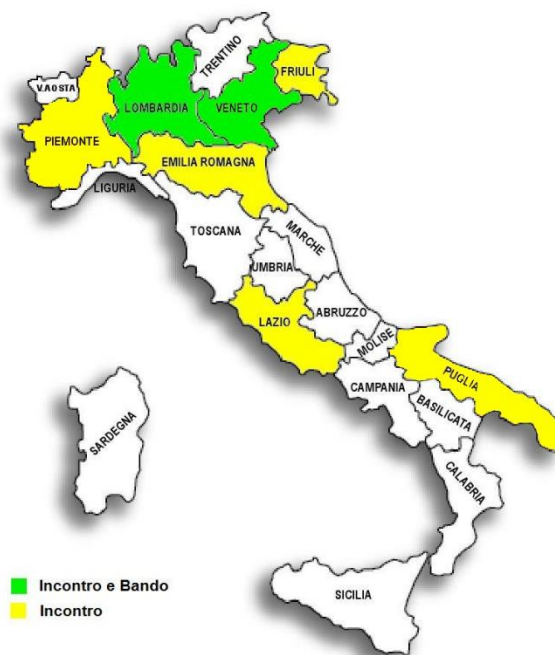 TRENTINO
FRIULI
V.AOSTA
LOMBARDIA
VENETO
PIEMONTE
EMILIA ROMAGNA
LIGURIA
TOSCANA
MARCHE
UMBRIA
LAZIO
ABRUZZO
MOLISE
PUGLIA
CAMPANIA
BASILICATA
SARDEGNA
CALABRIA
SICILIA
Incontro e Bando
Incontro